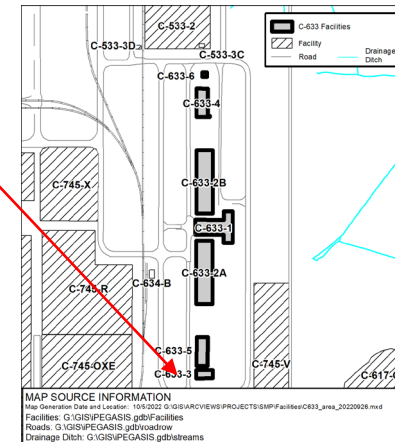 C-533-2
C-633 Facilities
Facility
Road
Drainage
Ditch
C-533-3D
C-533-3C
C-633-6
C-633-4
C-745-X
C-633-2B
C-633-1
C-633-2A
C-634-B
C-745-R
C-633-5
C-745-OXE
C-633-3
C-745-V
C-617-
MAP SOURCE INFORMATION
Map Generation Date and Location: 10/5/2022 G:\GIS\ARCVIEWS\PROJECTS\SMP\Facilities\C633_area_20220926.mxd
Facilities: G:\GIS\PEGASIS.gdb\Facilities
Roads: G:\GIS\PEGASIS.gdb\roadrow
Drainage Ditch: G:\GIS\PEGASIS.gdb\streams